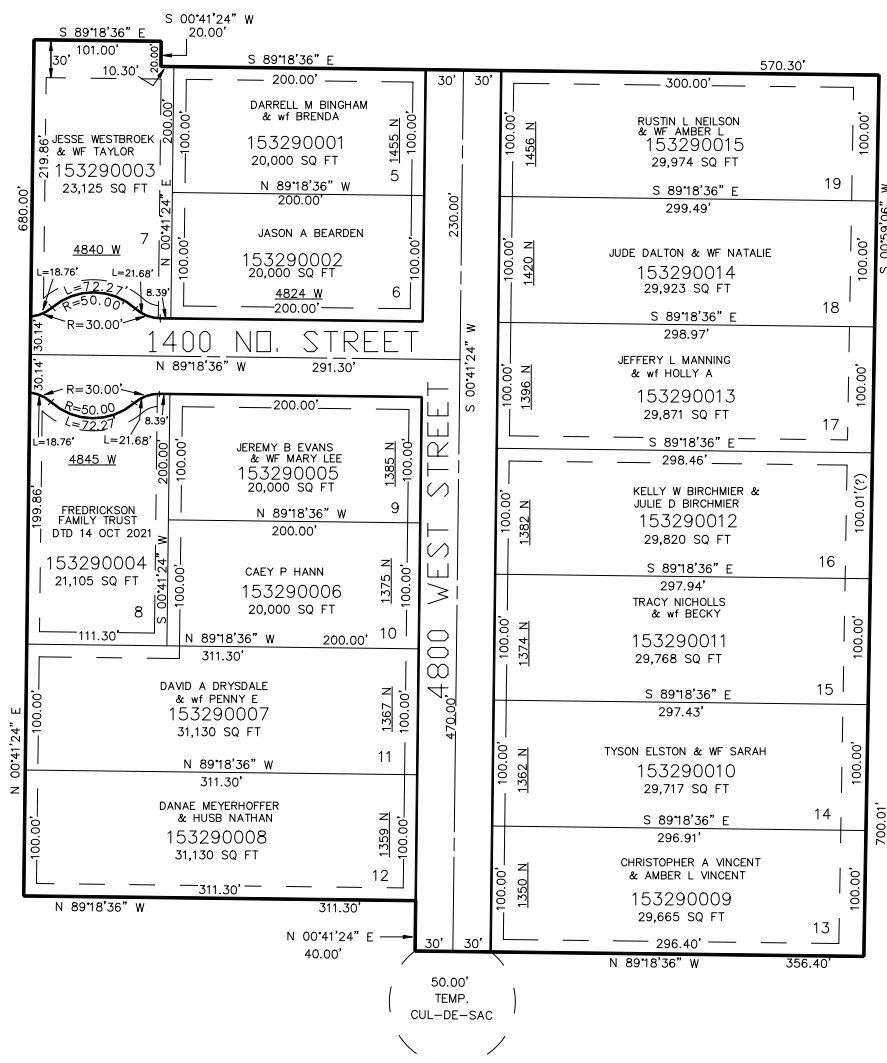 S 00°41'24" W
20.00'
S 89°18'36" E
101.00'
30'
20.00'
10.30'
S 89°18'36" E
200.00'
30'
30'
570.30'
300.00'
JESSE WESTBROEK
& WF TAYLOR
153290003
23,125 SQ FT
7
4840 W
219.86'
680.00'
200.00'
N 00°41'24" E
L=18.76'
L=21.68'
L=72.27'
R=50.00'
R=30.00'
8.39'
DARRELL M BINGHAM
& wf BRENDA
153290001
20,000 SQ FT
5
1455 N
100.00'
100.00'
N 89°18'36" W
200.00'
JASON A BEARDEN
153290002
20,000 SQ FT
4824 W
6
200.00'
100.00'
100.00'
1400 NO. STREET
N 89°18'36" W
291.30'
30.14'
30.14'
230.00'
S 00°41'24" W
4800 WEST STREET
470.00'
RUSTIN L NEILSON
& WF AMBER L
153290015
29,974 SQ FT
19
1456 N
100.00'
100.00'
S 89°18'36" E
299.49'
S 00°59'06" W
JUDE DALTON & WF NATALIE
153290014
29,923 SQ FT
18
1420 N
100.00'
100.00'
S 89°18'36" E
298.97'
JEFFERY L MANNING
& wf HOLLY A
153290013
29,871 SQ FT
17
1396 N
100.00'
100.00'
S 89°18'36" E
298.46'
R=30.00'
R=50.00
L=72.27'
L=18.76'
L=21.68'
8.39'
4845 W
199.86'
200.00'
FREDRICKSON
FAMILY TRUST
DTD 14 OCT 2021
153290004
21,105 SQ FT
8
S 00°41'24" W
111.30'
200.00'
JEREMY B EVANS
& WF MARY LEE
153290005
20,000 SQ FT
9
1385 N
100.00'
100.00'
N 89°18'36" W
200.00'
CAEY P HANN
153290006
20,000 SQ FT
10
1375 N
100.00'
100.00'
N 89°18'36" W
200.00'
311.30'
KELLY W BIRCHMIER &
JULIE D BIRCHMIER
153290012
29,820 SQ FT
16
1382 N
100.00'
100.01'(?)
S 89°18'36" E
297.94'
TRACY NICHOLLS
& wf BECKY
153290011
29,768 SQ FT
15
1374 N
100.00'
100.00'
S 89°18'36" E
297.43'
N 00°41'24" E
DAVID A DRYSDALE
& wf PENNY E
153290007
31,130 SQ FT
11
1367 N
100.00'
100.00'
N 89°18'36" W
311.30'
DANAE MEYERHOFFER
& HUSB NATHAN
153290008
31,130 SQ FT
12
1359 N
100.00'
100.00'
311.30'
N 89°18'36" W
311.30'
TYSON ELSTON & WF SARAH
153290010
29,717 SQ FT
14
1362 N
100.00'
100.00'
S 89°18'36" E
296.91'
700.01'
CHRISTOPHER A VINCENT
& AMBER L VINCENT
153290009
29,665 SQ FT
13
1350 N
100.00'
100.00'
296.40'
N 89°18'36" W
356.40'
N 00°41'24" E
40.00'
30'
30'
50.00'
TEMP.
CUL-DE-SAC